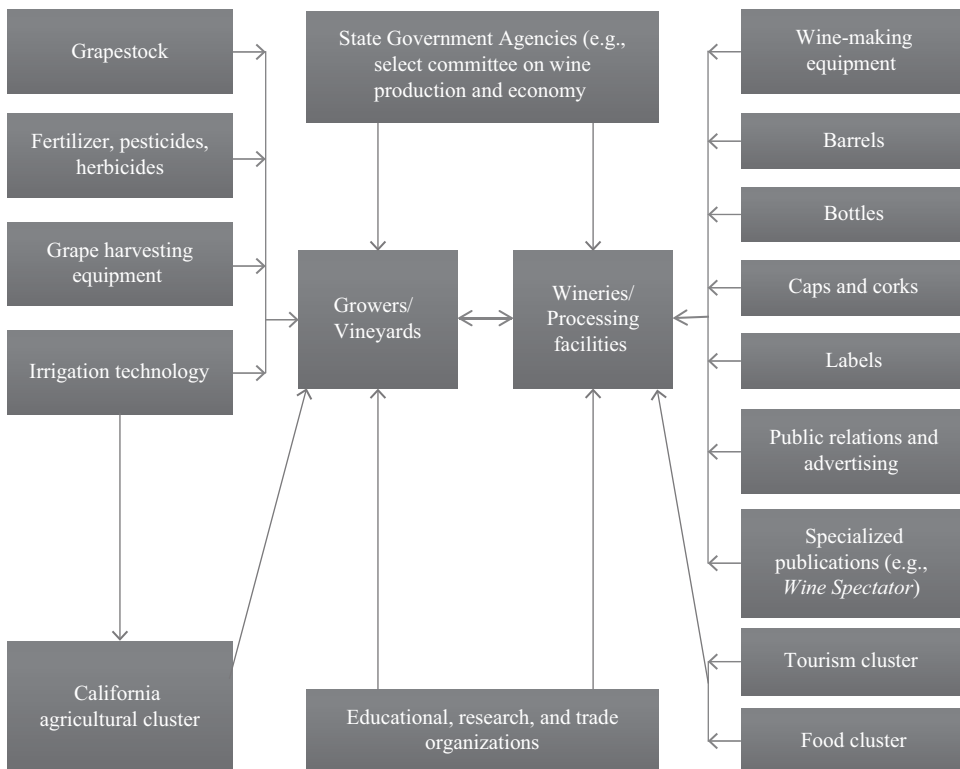 Grapestock
Fertilizer, pesticides,
herbicides
Grape harvesting
equipment
Irrigation technology
California
agricultural cluster
State Government Agencies (e.g.,
select committee on wine
production and economy
Growers/
Vineyards
Wineries/
Processing
facilities
Educational, research, and trade
organizations
Wine-making
equipment
Barrels
Bottles
Caps and corks
Labels
Public relations and
advertising
Specialized
publications (e.g.,
Wine Spectator)
Tourism cluster
Food cluster